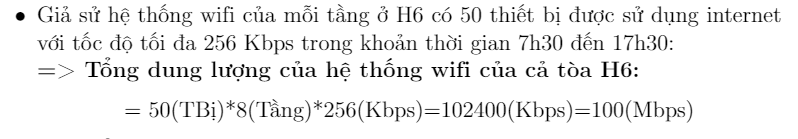 • Giả sử hệ thống wifi của mỗi tầng ở H6 có 50 thiết bị được sử dụng internet
với tốc độ tối đa 256 Kbps trong khoản thời gian 7h30 đến 17h30:
=> Tổng dung lượng của hệ thống wifi của cả tòa H6:
= 50(TBị)*8(Tầng)*256(Kbps)=102400(Kbps)=100(Mbps)